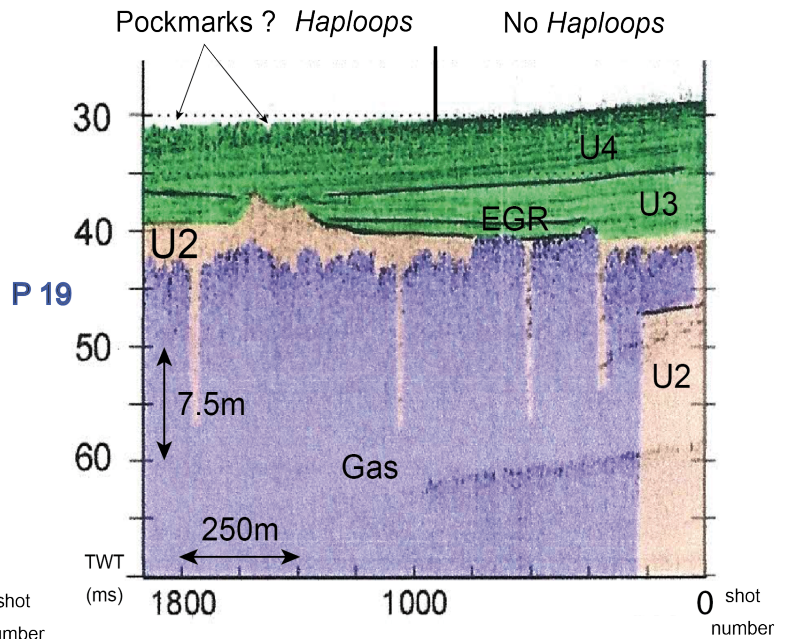 Pockmarks ? Haploops No Haploops
30
U4
U3
40
EGR
U2
P 19
50
U2
7.5m
60
Gas
250m
TWT
(ms)
shot
1800 1000 0 shot
number
number